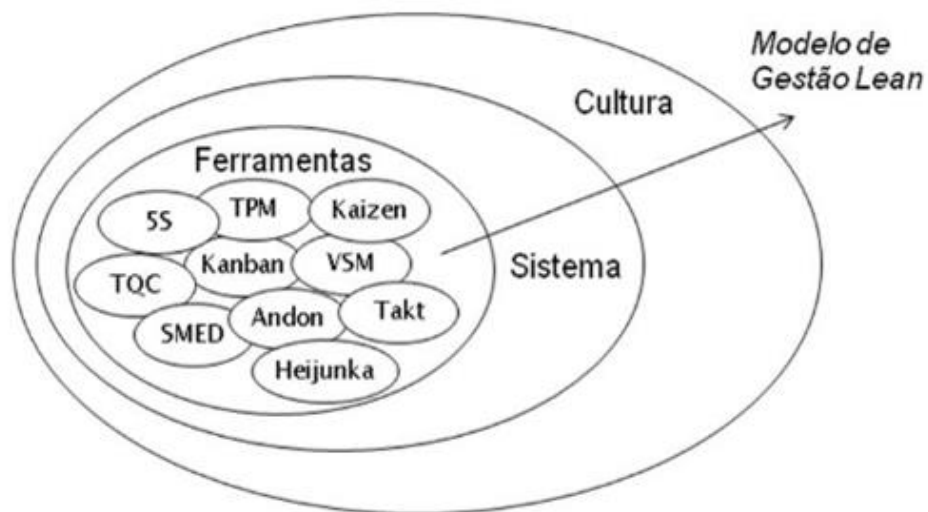 Modelo de
Gestão Lean
Cultura
Ferramentas
5S
TPM
Kaizen
TQC
Kanban
VSM
Sistema
SMED
Andon
Takt
Heijunka